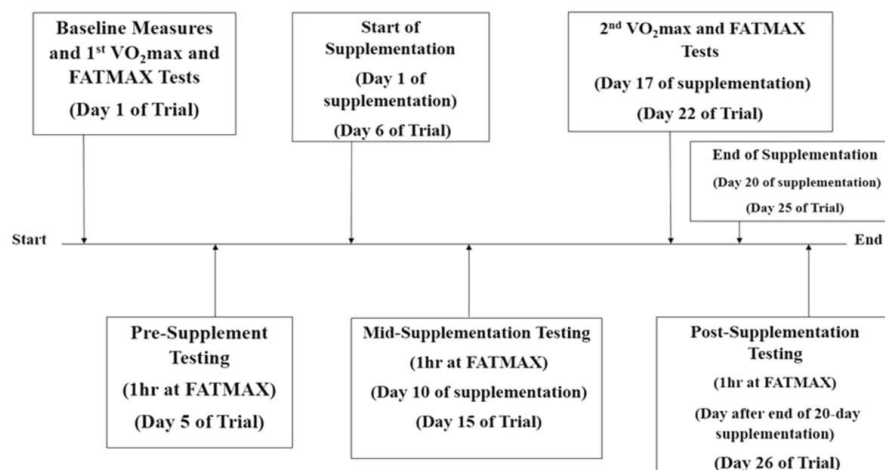 Baseline Measures
and 1st VO₂max and
FATMAX Tests
(Day 1 of Trial)
Start of
Supplementation
(Day 1 of
supplementation)
(Day 6 of Trial)
2nd VO₂max and FATMAX
Tests
(Day 17 of supplementation)
(Day 22 of Trial)
End of Supplementation
(Day 20 of supplementation)
(Day 25 of Trial)
Start
End
Pre-Supplement
Testing
(1hr at FATMAX)
(Day 5 of Trial)
Mid-Supplementation Testing
(1hr at FATMAX)
(Day 10 of supplementation)
(Day 15 of Trial)
Post-Supplementation
Testing
(1hr at FATMAX)
(Day after end of 20-day
supplementation)
(Day 26 of Trial)